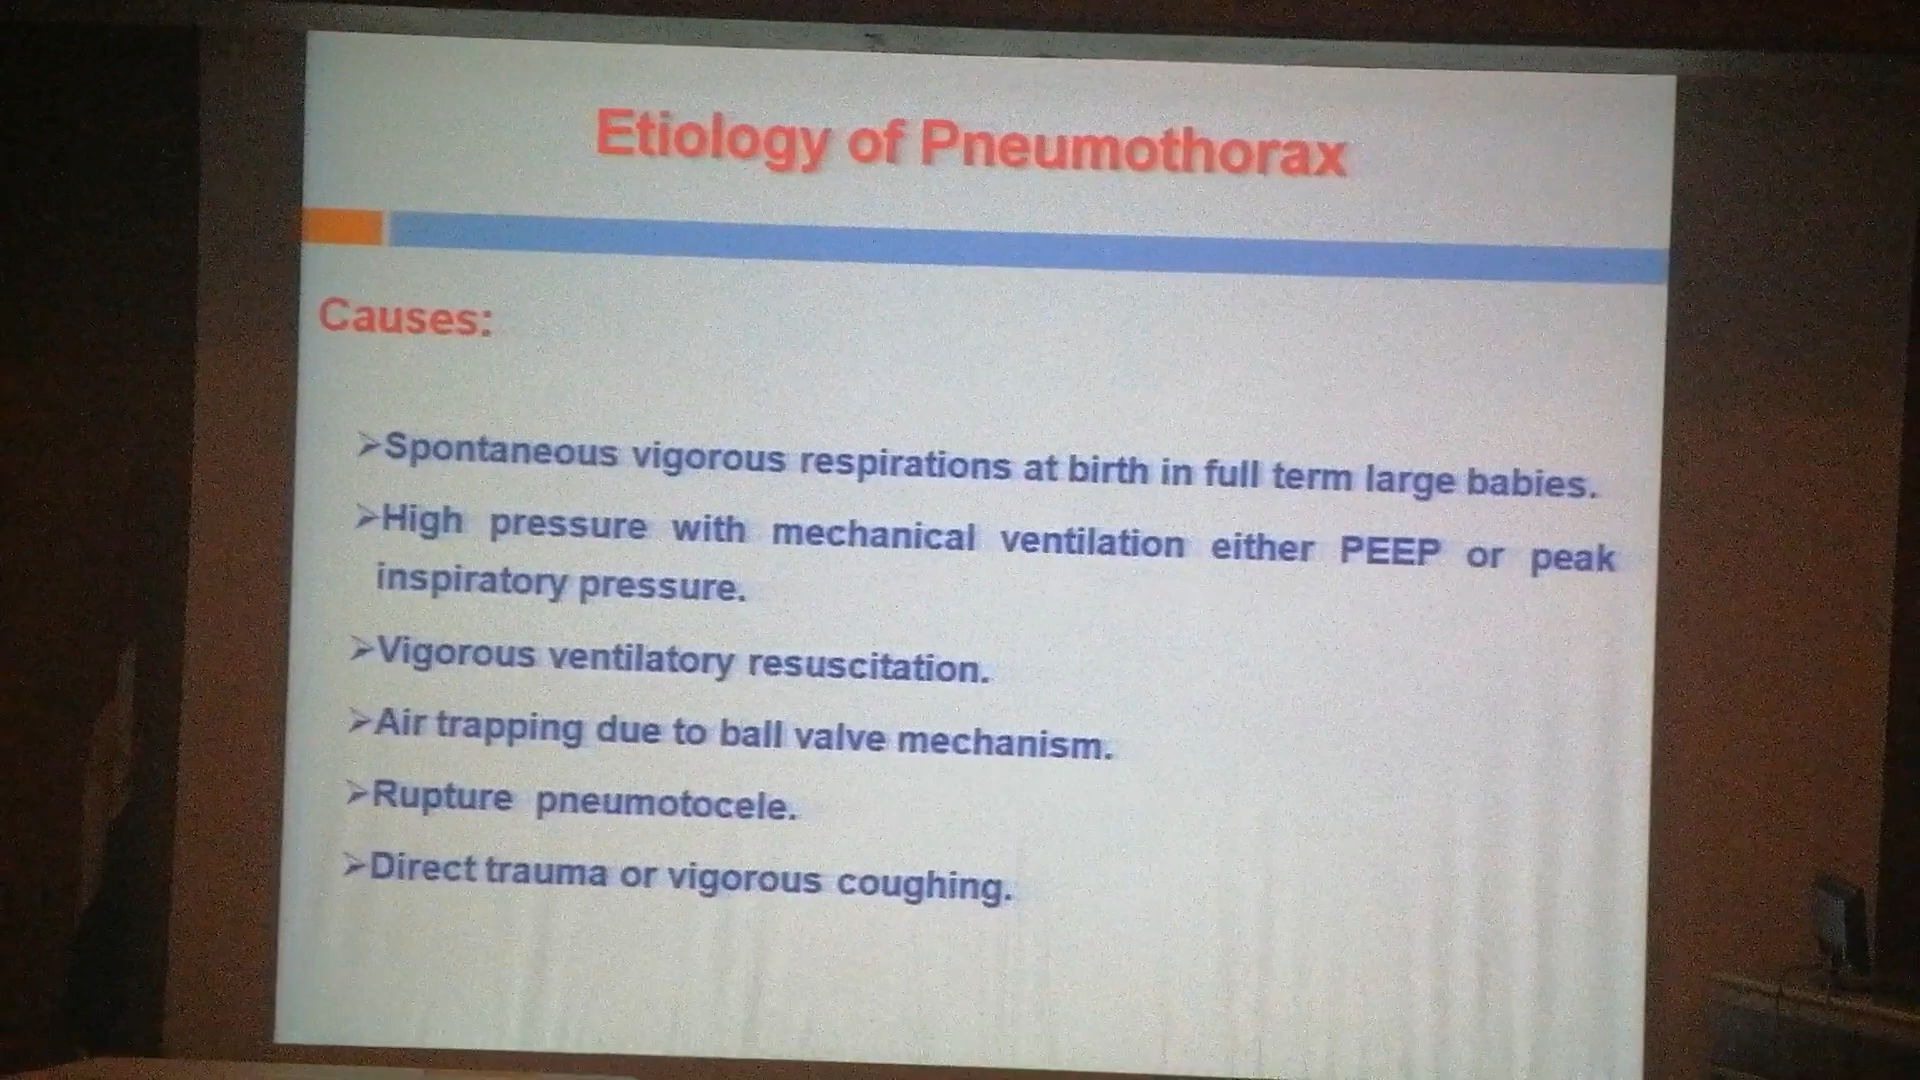 Etiology of Pneumothorax
Causes:
➢Spontaneous vigorous respirations at birth in full term large babies.
➢High pressure with mechanical ventilation either PEEP or peak
inspiratory pressure.
➢Vigorous ventilatory resuscitation.
➢Air trapping due to ball valve mechanism.
➢Rupture pneumotocele.
➢Direct trauma or vigorous coughing.